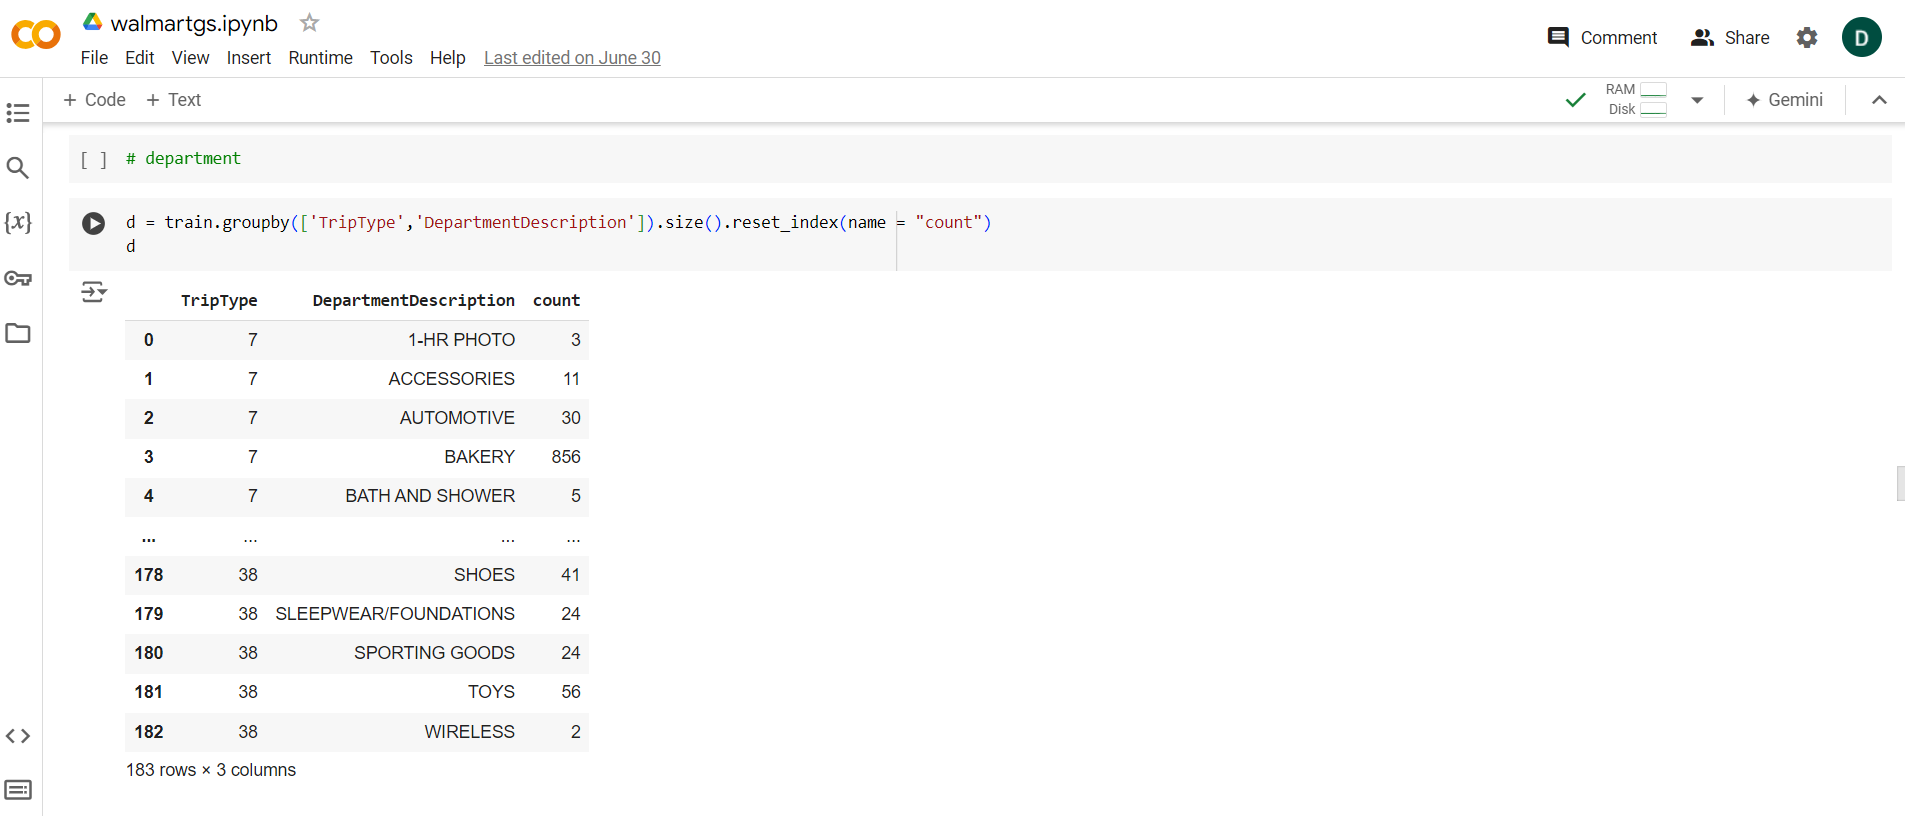 walmartgs.ipynb
File Edit View Insert Runtime Tools Help Last edited on June 30
Comment Share D
+ Code + Text
RAM
Disk
Gemini
[ ] # department
d = train.groupby(['TripType','DepartmentDescription']).size().reset_index(name = "count")
d
TripType DepartmentDescription count
0 7 1-HR PHOTO 3
1 7 ACCESSORIES 11
2 7 AUTOMOTIVE 30
3 7 BAKERY 856
4 7 BATH AND SHOWER 5
... ... ... ...
178 38 SHOES 41
179 38 SLEEPWEAR/FOUNDATIONS 24
180 38 SPORTING GOODS 24
181 38 TOYS 56
182 38 WIRELESS 2
183 rows × 3 columns
{x}